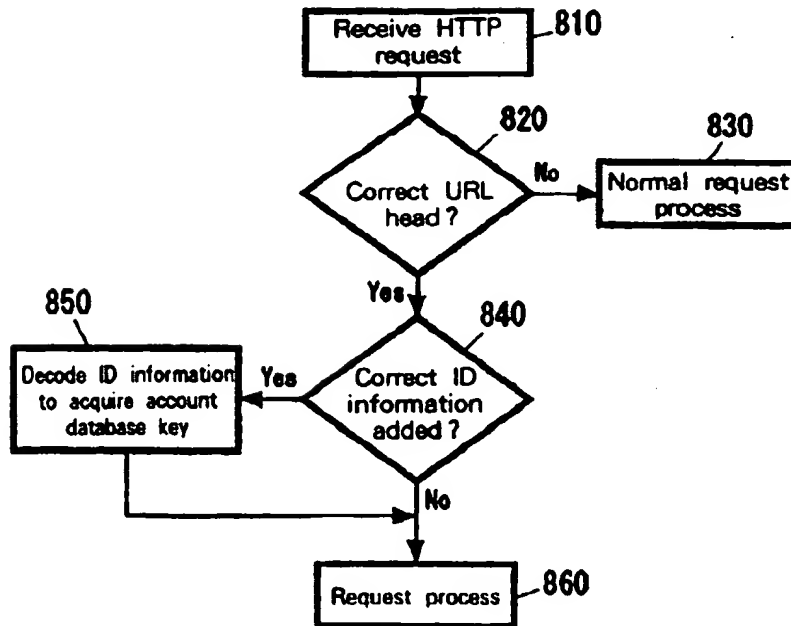 Receive HTTP
request
810
820
Correct URL
head?
No
830
Normal request
process
Yes
850
Decode ID information
to acquire account
database key
Yes
840
Correct ID
information
added?
No
Request process
860